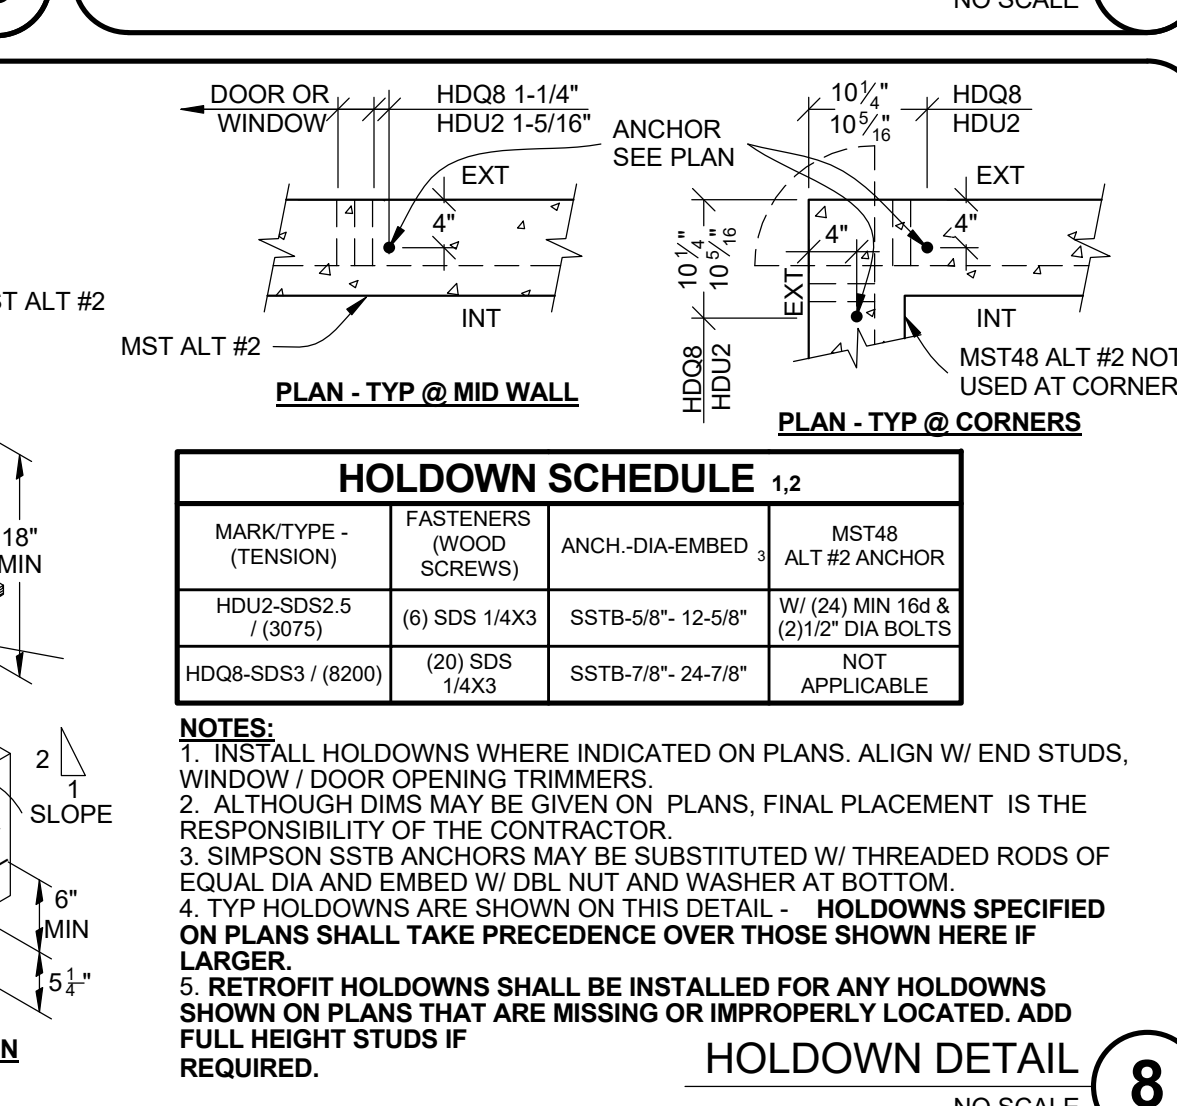 NO SCALE
DOOR OR
WINDOW
HDQ8 1-1/4"
HDU2 1-5/16"
ANCHOR
SEE PLAN
EXT
4"
INT
MST ALT #2
PLAN - TYP @ MID WALL
10 1/4"
10 5/16"
HDQ8
HDU2
EXT
4"
4"
EXT
10 1/4"
10 5/16"
HDQ8
HDU2
INT
MST48 ALT #2 NOT
USED AT CORNER
PLAN - TYP @ CORNERS
ST ALT #2
18"
MIN
2
1
SLOPE
6"
MIN
5 1/4"
N
HOLDOWN SCHEDULE 1,2
MARK/TYPE -
(TENSION)
FASTENERS
(WOOD
SCREWS)
ANCH.-DIA-EMBED 3
MST48
ALT #2 ANCHOR
HDU2-SDS2.5
/ (3075)
(6) SDS 1/4X3
SSTB-5/8"- 12-5/8"
W/ (24) MIN 16d &
(2)1/2" DIA BOLTS
HDQ8-SDS3 / (8200)
(20) SDS
1/4X3
SSTB-7/8"- 24-7/8"
NOT
APPLICABLE
NOTES:
1. INSTALL HOLDOWNS WHERE INDICATED ON PLANS. ALIGN W/ END STUDS,
WINDOW / DOOR OPENING TRIMMERS.
2. ALTHOUGH DIMS MAY BE GIVEN ON PLANS, FINAL PLACEMENT IS THE
RESPONSIBILITY OF THE CONTRACTOR.
3. SIMPSON SSTB ANCHORS MAY BE SUBSTITUTED W/ THREADED RODS OF
EQUAL DIA AND EMBED W/ DBL NUT AND WASHER AT BOTTOM.
4. TYP HOLDOWNS ARE SHOWN ON THIS DETAIL - HOLDOWNS SPECIFIED
ON PLANS SHALL TAKE PRECEDENCE OVER THOSE SHOWN HERE IF
LARGER.
5. RETROFIT HOLDOWNS SHALL BE INSTALLED FOR ANY HOLDOWNS
SHOWN ON PLANS THAT ARE MISSING OR IMPROPERLY LOCATED. ADD
FULL HEIGHT STUDS IF
REQUIRED.
HOLDOWN DETAIL
8
NO SCALE